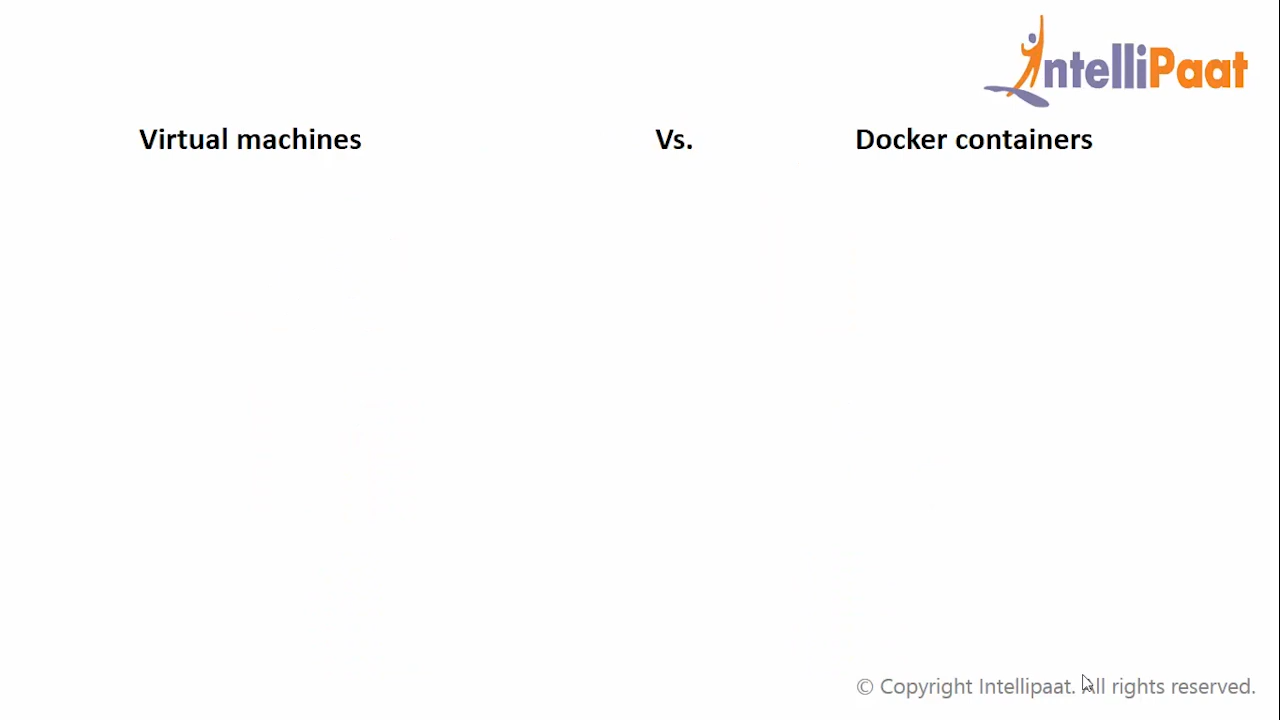 IntelliPaat
Virtual machines Vs. Docker containers
© Copyright Intellipaat. All rights reserved.